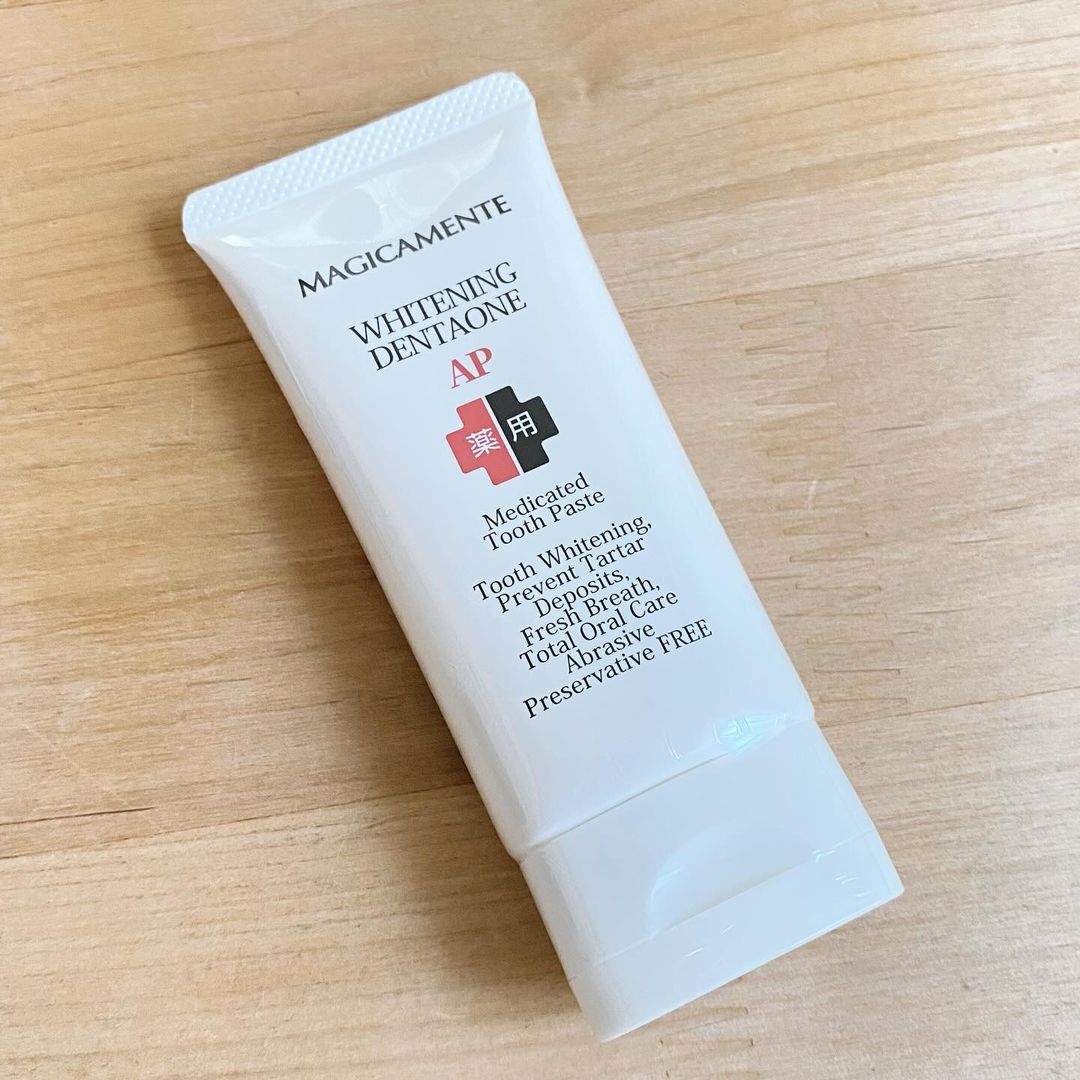 MAGICAMENTE
WHITENING
DENTAONE
AP
薬用
Medicated
Tooth Paste
Tooth Whitening,
Prevent Tartar
Deposits,
Fresh Breath,
Total Oral Care
Abrasive
Preservative FREE